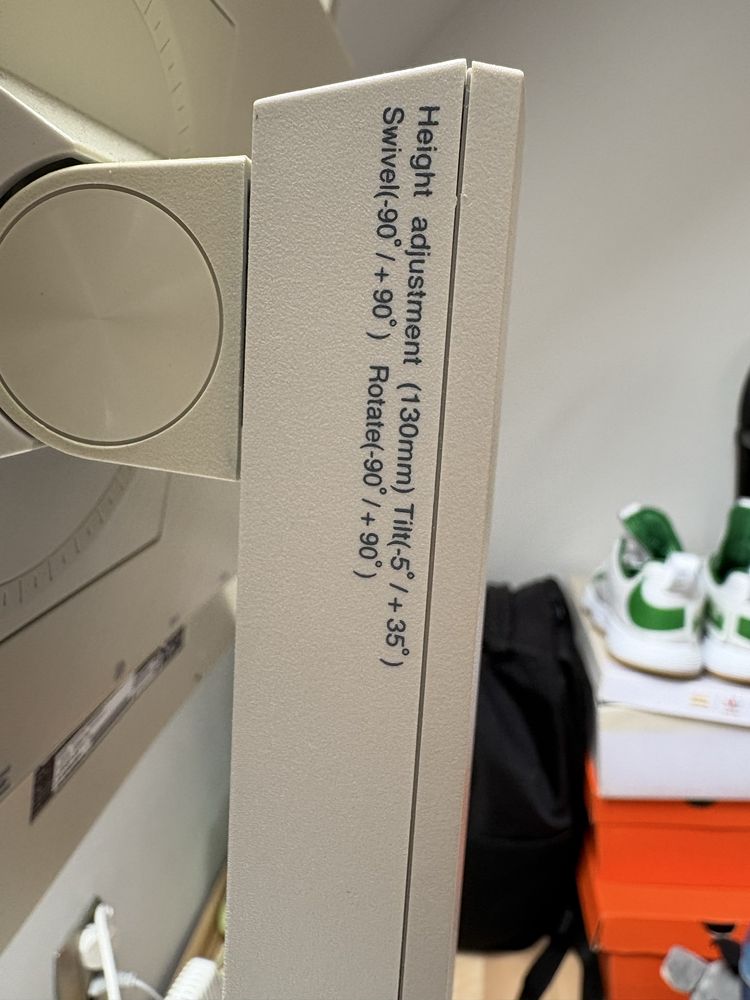 Height adjustment (130mm) Tilt(-5°/+35°)
Swivel(-90°/+90°) Rotate(-90°/+90°)